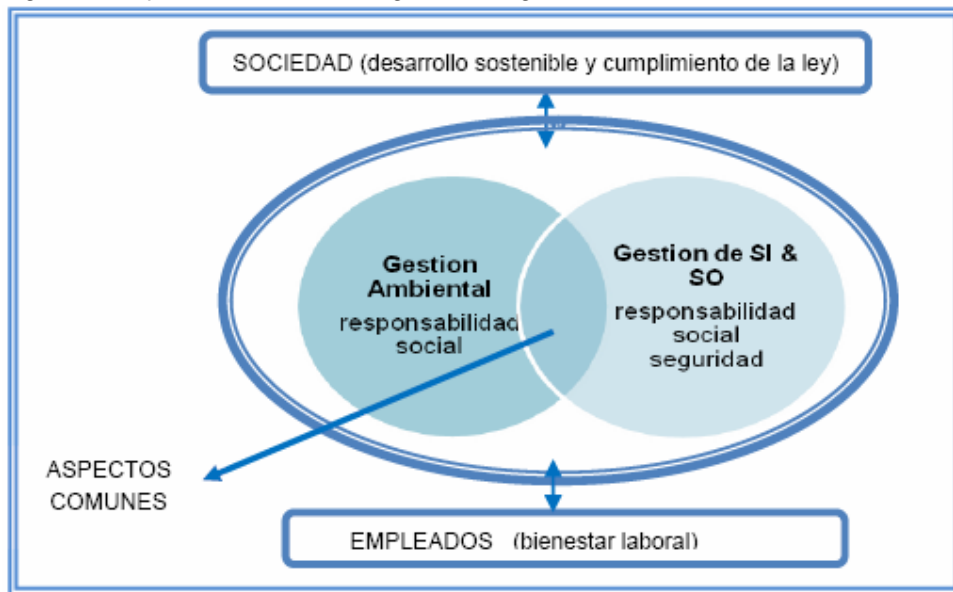 SOCIEDAD (desarrollo sostenible y cumplimiento de la ley)
Gestion
Ambiental
responsabilidad
social
Gestion de SI &
SO
responsabilidad
social
seguridad
ASPECTOS
COMUNES
EMPLEADOS (bienestar laboral)